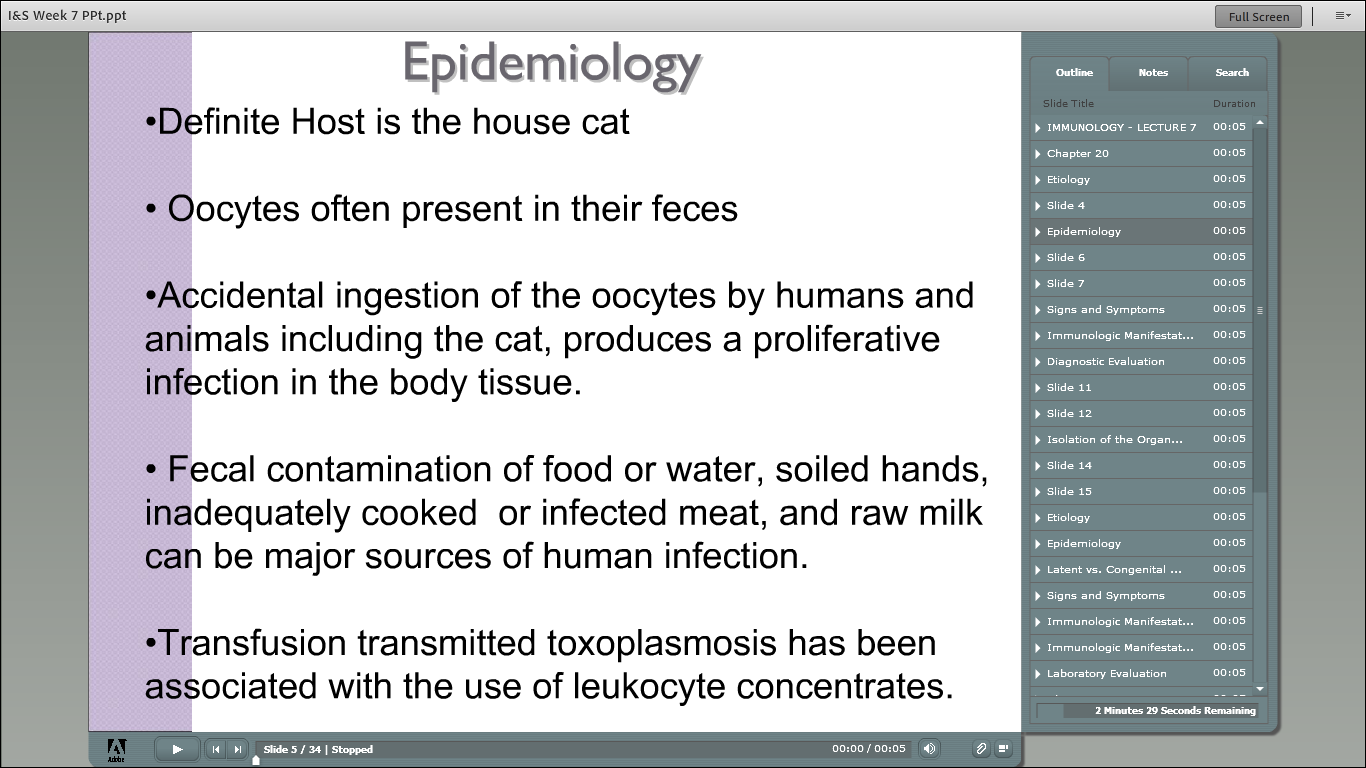 I&S Week 7 PPt.ppt
Full Screen
Epidemiology
•Definite Host is the house cat
• Oocytes often present in their feces
•Accidental ingestion of the oocytes by humans and
animals including the cat, produces a proliferative
infection in the body tissue.
• Fecal contamination of food or water, soiled hands,
inadequately cooked  or infected meat, and raw milk
can be major sources of human infection.
•Transfusion transmitted toxoplasmosis has been
associated with the use of leukocyte concentrates.
Outline Notes Search
Slide Title Duration
IMMUNOLOGY - LECTURE 7 00:05
Chapter 20 00:05
Etiology 00:05
Slide 4 00:05
Epidemiology 00:05
Slide 6 00:05
Slide 7 00:05
Signs and Symptoms 00:05
Immunologic Manifestat... 00:05
Diagnostic Evaluation 00:05
Slide 11 00:05
Slide 12 00:05
Isolation of the Organ... 00:05
Slide 14 00:05
Slide 15 00:05
Etiology 00:05
Epidemiology 00:05
Latent vs. Congenital ... 00:05
Signs and Symptoms 00:05
Immunologic Manifestat... 00:05
Immunologic Manifestat... 00:05
Laboratory Evaluation 00:05
2 Minutes 29 Seconds Remaining
Adobe
Slide 5 / 34 | Stopped
00:00 / 00:05